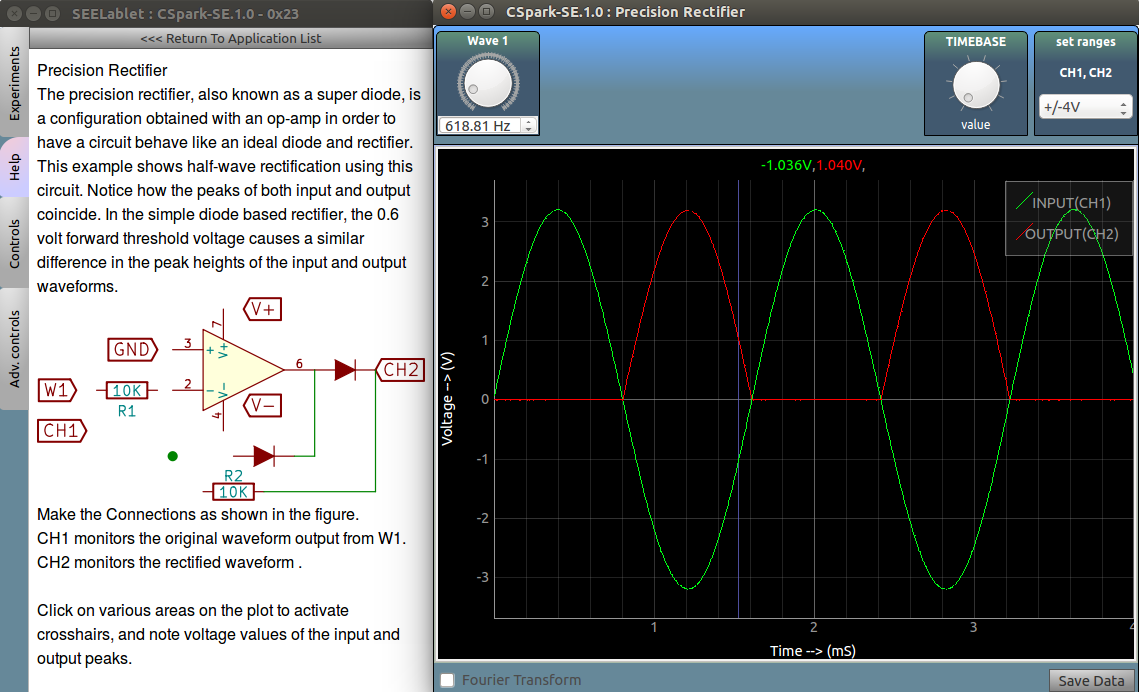 SEELablet : CSpark-SE.1.0 - 0x23
<<< Return To Application List
Experiments
Help
Controls
Adv. controls
Precision Rectifier
The precision rectifier, also known as a super diode, is
a configuration obtained with an op-amp in order to
have a circuit behave like an ideal diode and rectifier.
This example shows half-wave rectification using this
circuit. Notice how the peaks of both input and output
coincide. In the simple diode based rectifier, the 0.6
volt forward threshold voltage causes a similar
difference in the peak heights of the input and output
waveforms.
V+
7
GND
3
+
V+
6
CH2
W1
10K
2
-
V-
R1
V-
4
CH1
R2
10K
Make the Connections as shown in the figure.
CH1 monitors the original waveform output from W1.
CH2 monitors the rectified waveform .
Click on various areas on the plot to activate
crosshairs, and note voltage values of the input and
output peaks.
CSpark-SE.1.0 : Precision Rectifier
Wave 1
618.81 Hz
TIMEBASE
value
set ranges
CH1, CH2
+/-4V
-1.036V,1.040V,
INPUT(CH1)
OUTPUT(CH2)
Voltage --> (V)
3
2
1
0
-1
-2
-3
1 2 3 4
Time --> (mS)
Fourier Transform
Save Data